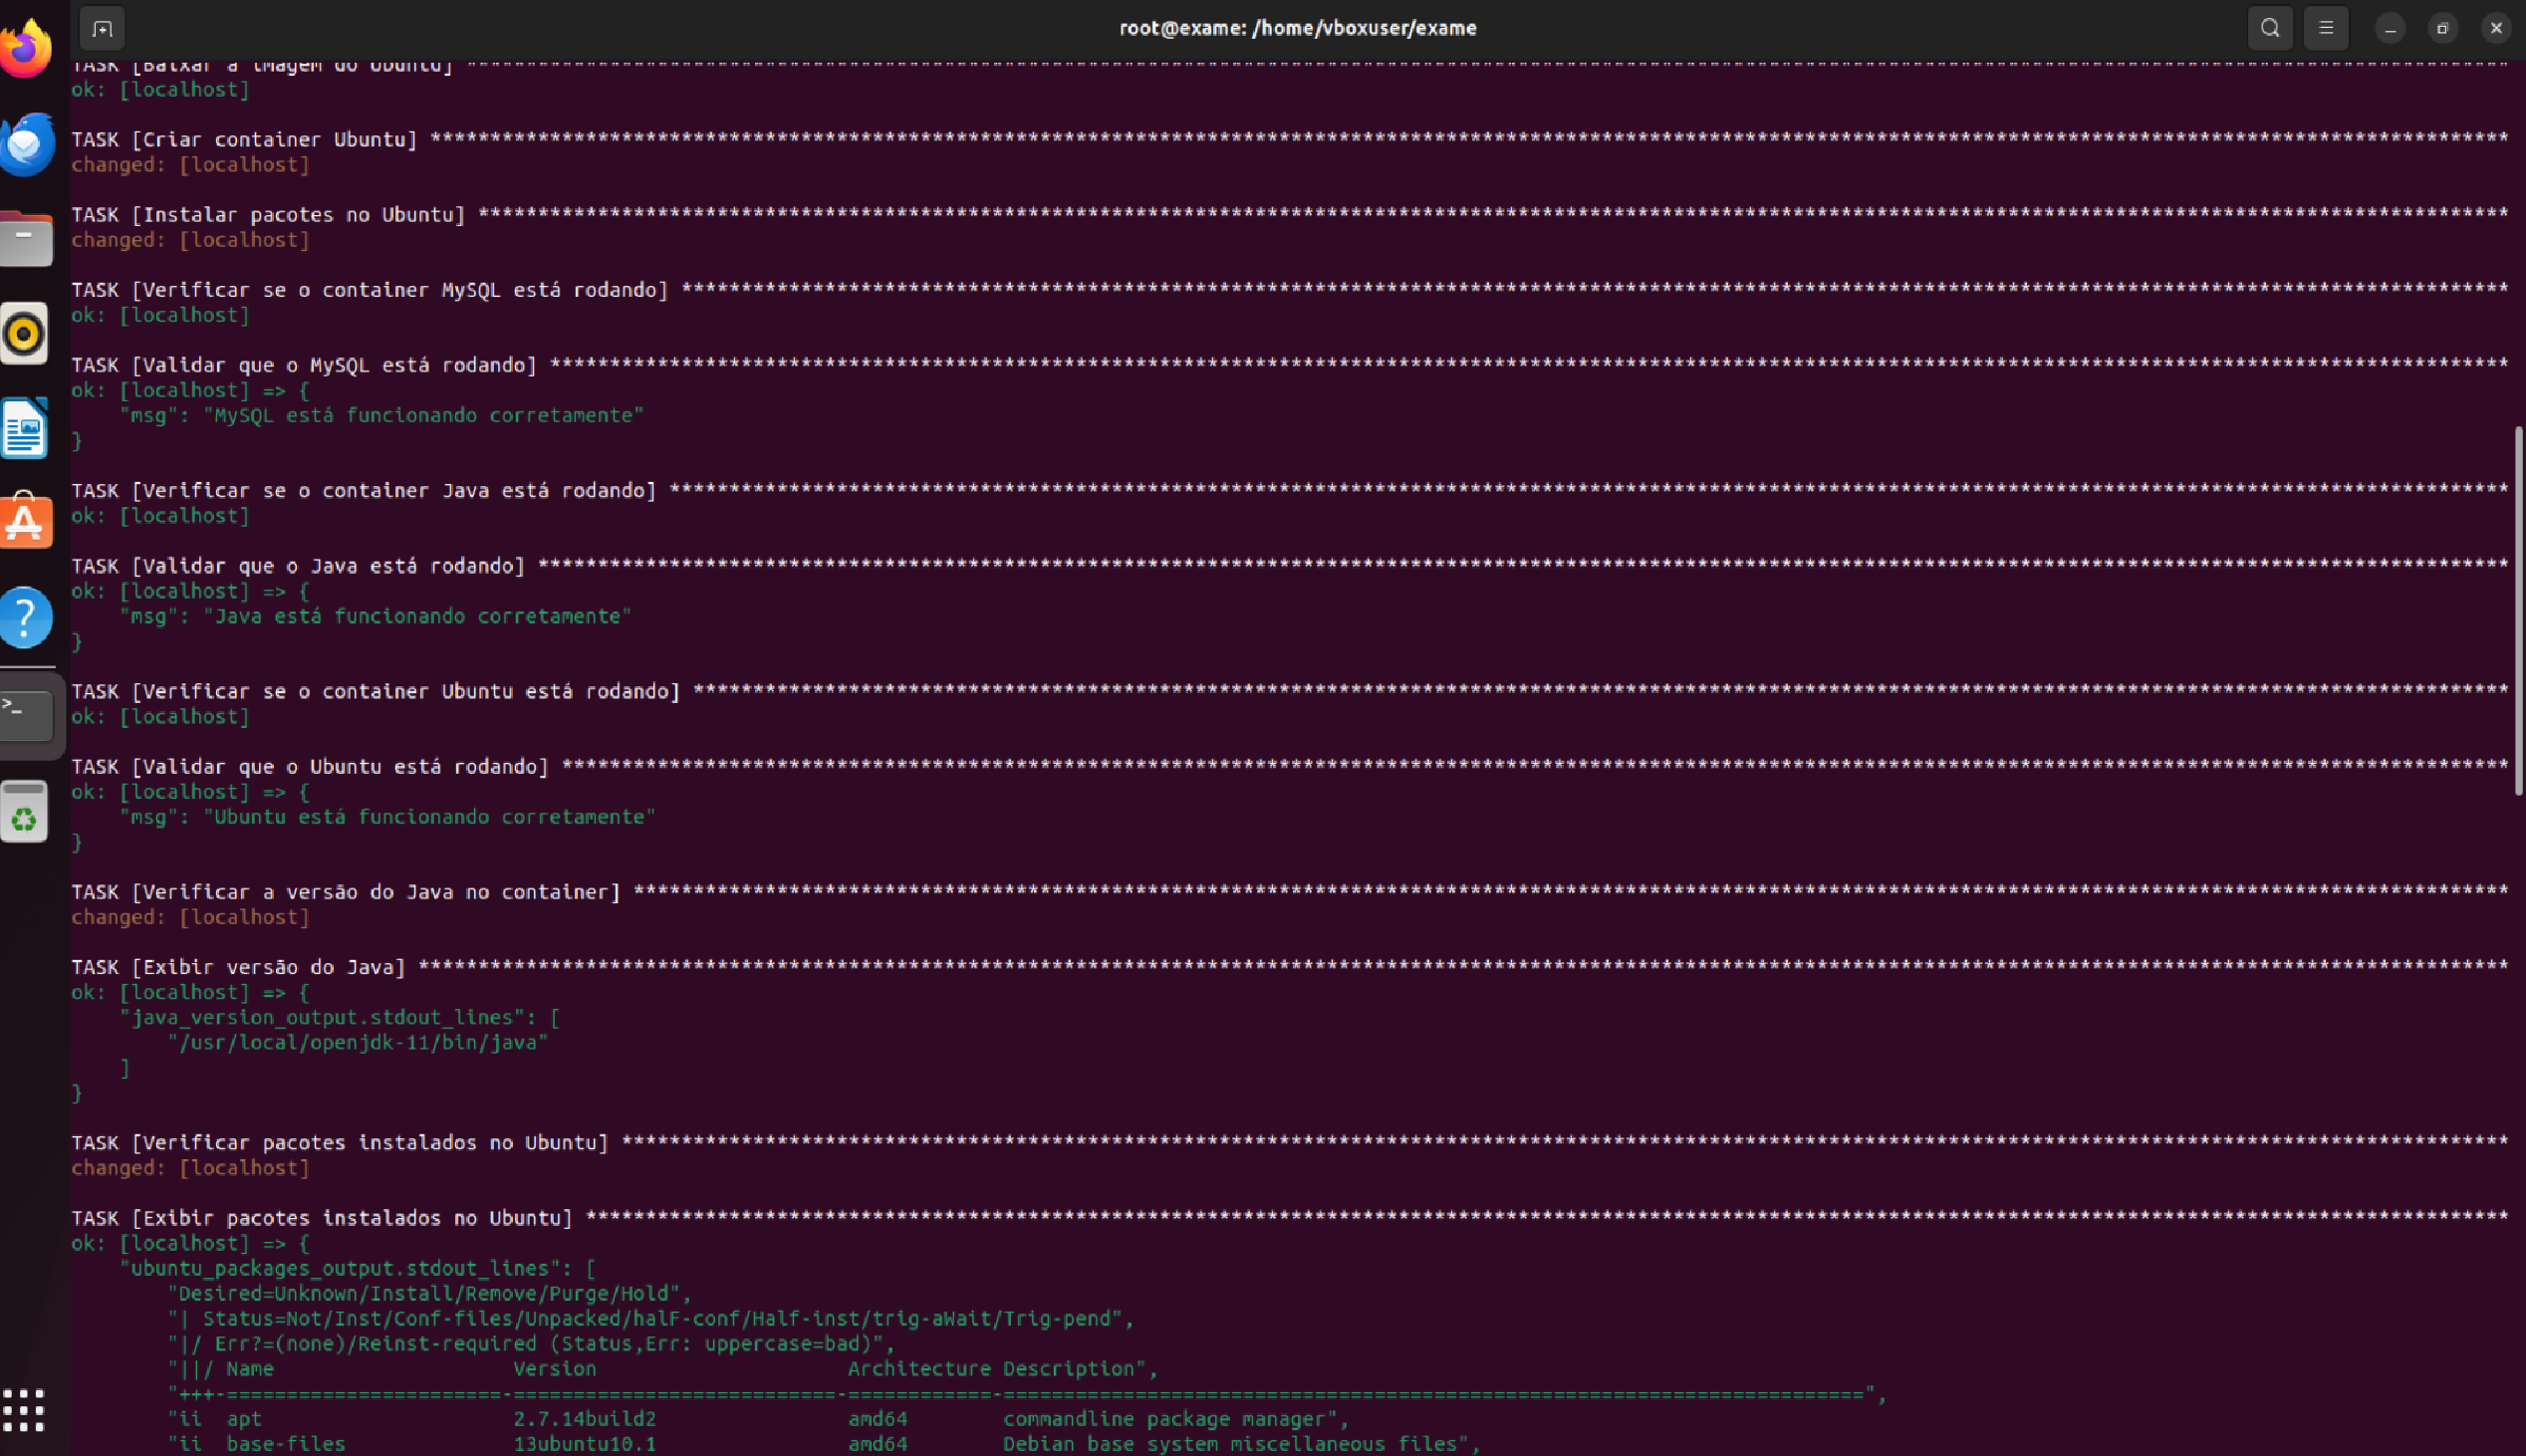 root@exame: /home/vboxuser/exame
TASK [Baixar a imagem do Ubuntu] ****************************************************************************************************************************************************************************
ok: [localhost]
TASK [Criar container Ubuntu] *******************************************************************************************************************************************************************************
changed: [localhost]
TASK [Instalar pacotes no Ubuntu] ***************************************************************************************************************************************************************************
changed: [localhost]
TASK [Verificar se o container MySQL está rodando] **********************************************************************************************************************************************************
ok: [localhost]
TASK [Validar que o MySQL está rodando] *********************************************************************************************************************************************************************
ok: [localhost] => {
    "msg": "MySQL está funcionando corretamente"
}
TASK [Verificar se o container Java está rodando] ***********************************************************************************************************************************************************
ok: [localhost]
TASK [Validar que o Java está rodando] **********************************************************************************************************************************************************************
ok: [localhost] => {
    "msg": "Java está funcionando corretamente"
}
TASK [Verificar se o container Ubuntu está rodando] *********************************************************************************************************************************************************
ok: [localhost]
TASK [Validar que o Ubuntu está rodando] ********************************************************************************************************************************************************************
ok: [localhost] => {
    "msg": "Ubuntu está funcionando corretamente"
}
TASK [Verificar a versão do Java no container] **************************************************************************************************************************************************************
changed: [localhost]
TASK [Exibir versão do Java] ********************************************************************************************************************************************************************************
ok: [localhost] => {
    "java_version_output.stdout_lines": [
        "/usr/local/openjdk-11/bin/java"
    ]
}
TASK [Verificar pacotes instalados no Ubuntu] ***************************************************************************************************************************************************************
changed: [localhost]
TASK [Exibir pacotes instalados no Ubuntu] ******************************************************************************************************************************************************************
ok: [localhost] => {
    "ubuntu_packages_output.stdout_lines": [
        "Desired=Unknown/Install/Remove/Purge/Hold",
        "| Status=Not/Inst/Conf-files/Unpacked/halF-conf/Half-inst/trig-aWait/Trig-pend",
        "|/ Err?=(none)/Reinst-required (Status,Err: uppercase=bad)",
        "||/ Name                    Version                     Architecture Description",
        "+++-=======================-===========================-============-========================================================================",
        "ii  apt                     2.7.14build2                amd64        commandline package manager",
        "ii  base-files              13ubuntu10.1                amd64        Debian base system miscellaneous files",